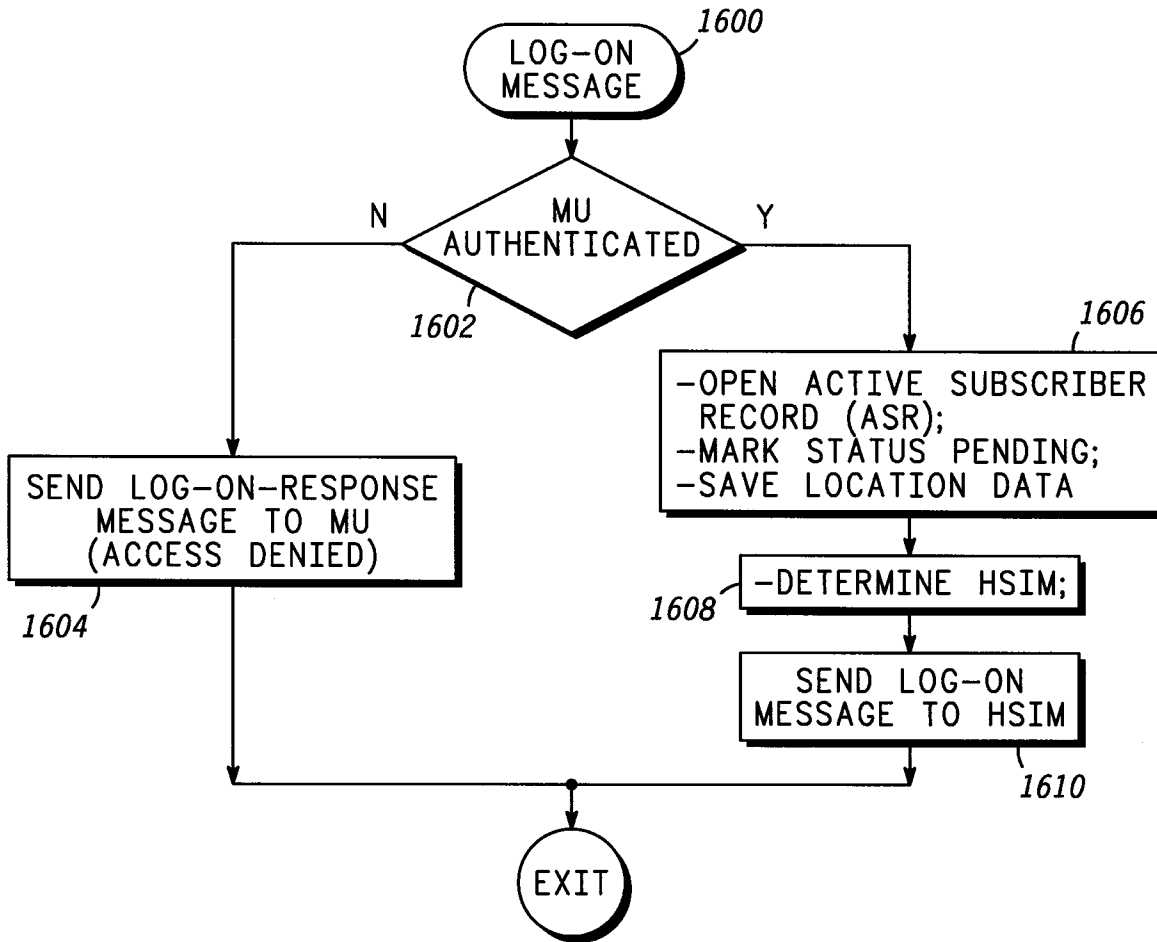 1600
LOG-ON
MESSAGE
N
MU
AUTHENTICATED
Y
1602
1606
-OPEN ACTIVE SUBSCRIBER
RECORD (ASR);
-MARK STATUS PENDING;
-SAVE LOCATION DATA
SEND LOG-ON-RESPONSE
MESSAGE TO MU
(ACCESS DENIED)
1604
-DETERMINE HSIM;
1608
SEND LOG-ON
MESSAGE TO HSIM
1610
EXIT